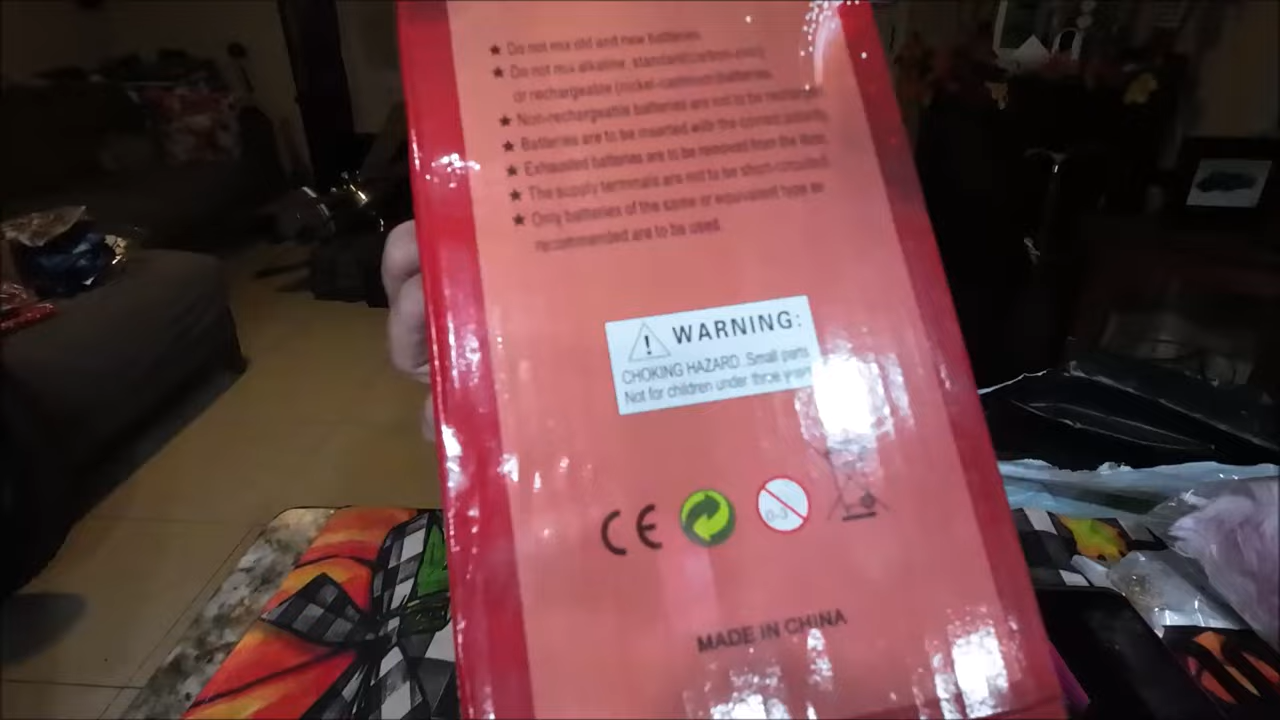 ★ Do not mix old and new batteries.
★ Do not mix alkaline, standard(carbon-zinc),
or rechargeable (nickel-cadmium)batteries.
★ Non-rechargeable batteries are not to be recharged.
★ Batteries are to be inserted with the correct polarity.
★ Exhausted batteries are to be removed from the
★ The supply terminals are not to be short-circuited.
★ Only batteries of the same or equivalent type as
recommended are to be used.
! WARNING:
CHOKING HAZARD. Small parts
Not for children under three years
CE
0-3
MADE IN CHINA